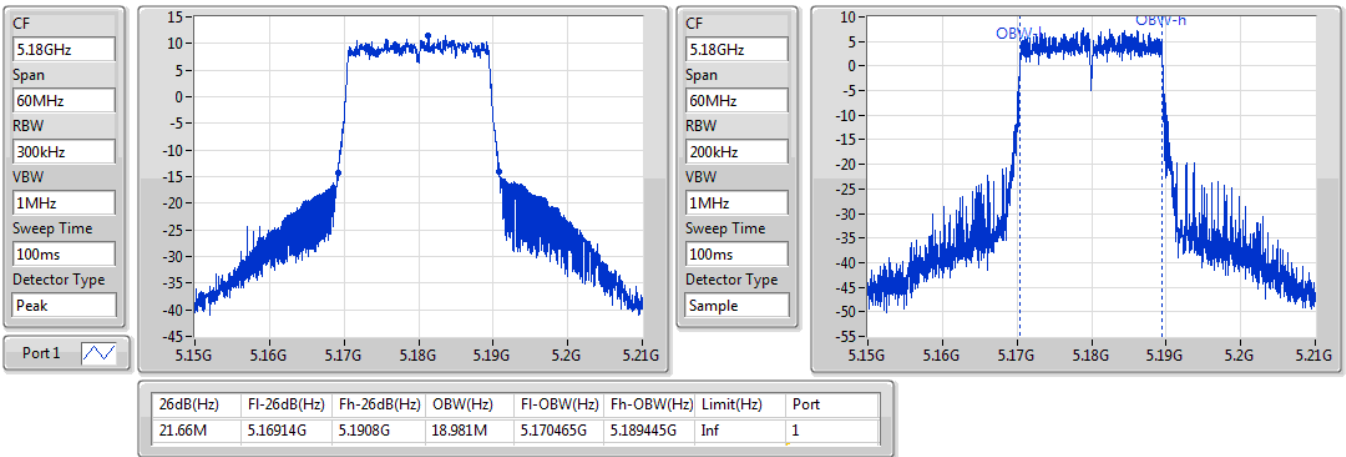 CF
5.18GHz
Span
60MHz
RBW
300kHz
VBW
1MHz
Sweep Time
100ms
Detector Type
Peak
Port 1
15
10
5
0
-5
-10
-15
-20
-25
-30
-35
-40
-45
5.15G 5.16G 5.17G 5.18G 5.19G 5.2G 5.21G
CF
5.18GHz
Span
60MHz
RBW
200kHz
VBW
1MHz
Sweep Time
100ms
Detector Type
Sample
OBW-h
10
5
0
-5
-10
-15
-20
-25
-30
-35
-40
-45
-50
-55
5.15G 5.16G 5.17G 5.18G 5.19G 5.2G 5.21G
26dB(Hz) Fl-26dB(Hz) Fh-26dB(Hz) OBW(Hz) Fl-OBW(Hz) Fh-OBW(Hz) Limit(Hz) Port
21.66M 5.16914G 5.1908G 18.981M 5.170465G 5.189445G Inf 1